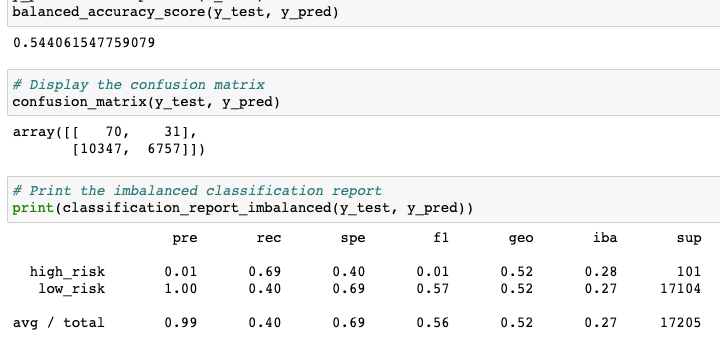 balanced_accuracy_score(y_test, y_pred)
0.544061547759079
# Display the confusion matrix
confusion_matrix(y_test, y_pred)
array([[   70,    31],
       [10347,  6757]])
# Print the imbalanced classification report
print(classification_report_imbalanced(y_test, y_pred))
pre rec spe f1 geo iba sup
high_risk 0.01 0.69 0.40 0.01 0.52 0.28 101
low_risk 1.00 0.40 0.69 0.57 0.52 0.27 17104
avg / total 0.99 0.40 0.69 0.56 0.52 0.27 17205